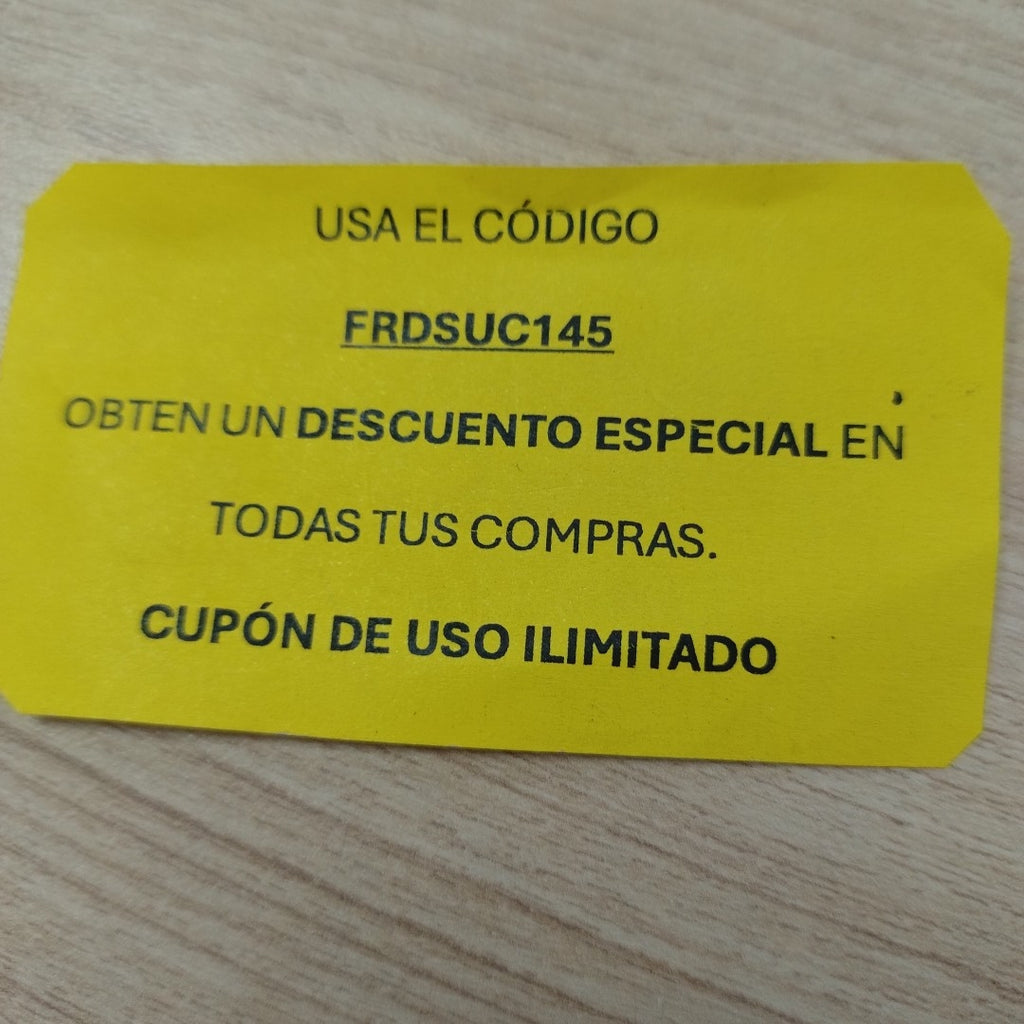 USA EL CÓDIGO
FRDSUC145
OBTEN UN DESCUENTO ESPECIAL EN
TODAS TUS COMPRAS.
CUPÓN DE USO ILIMITADO